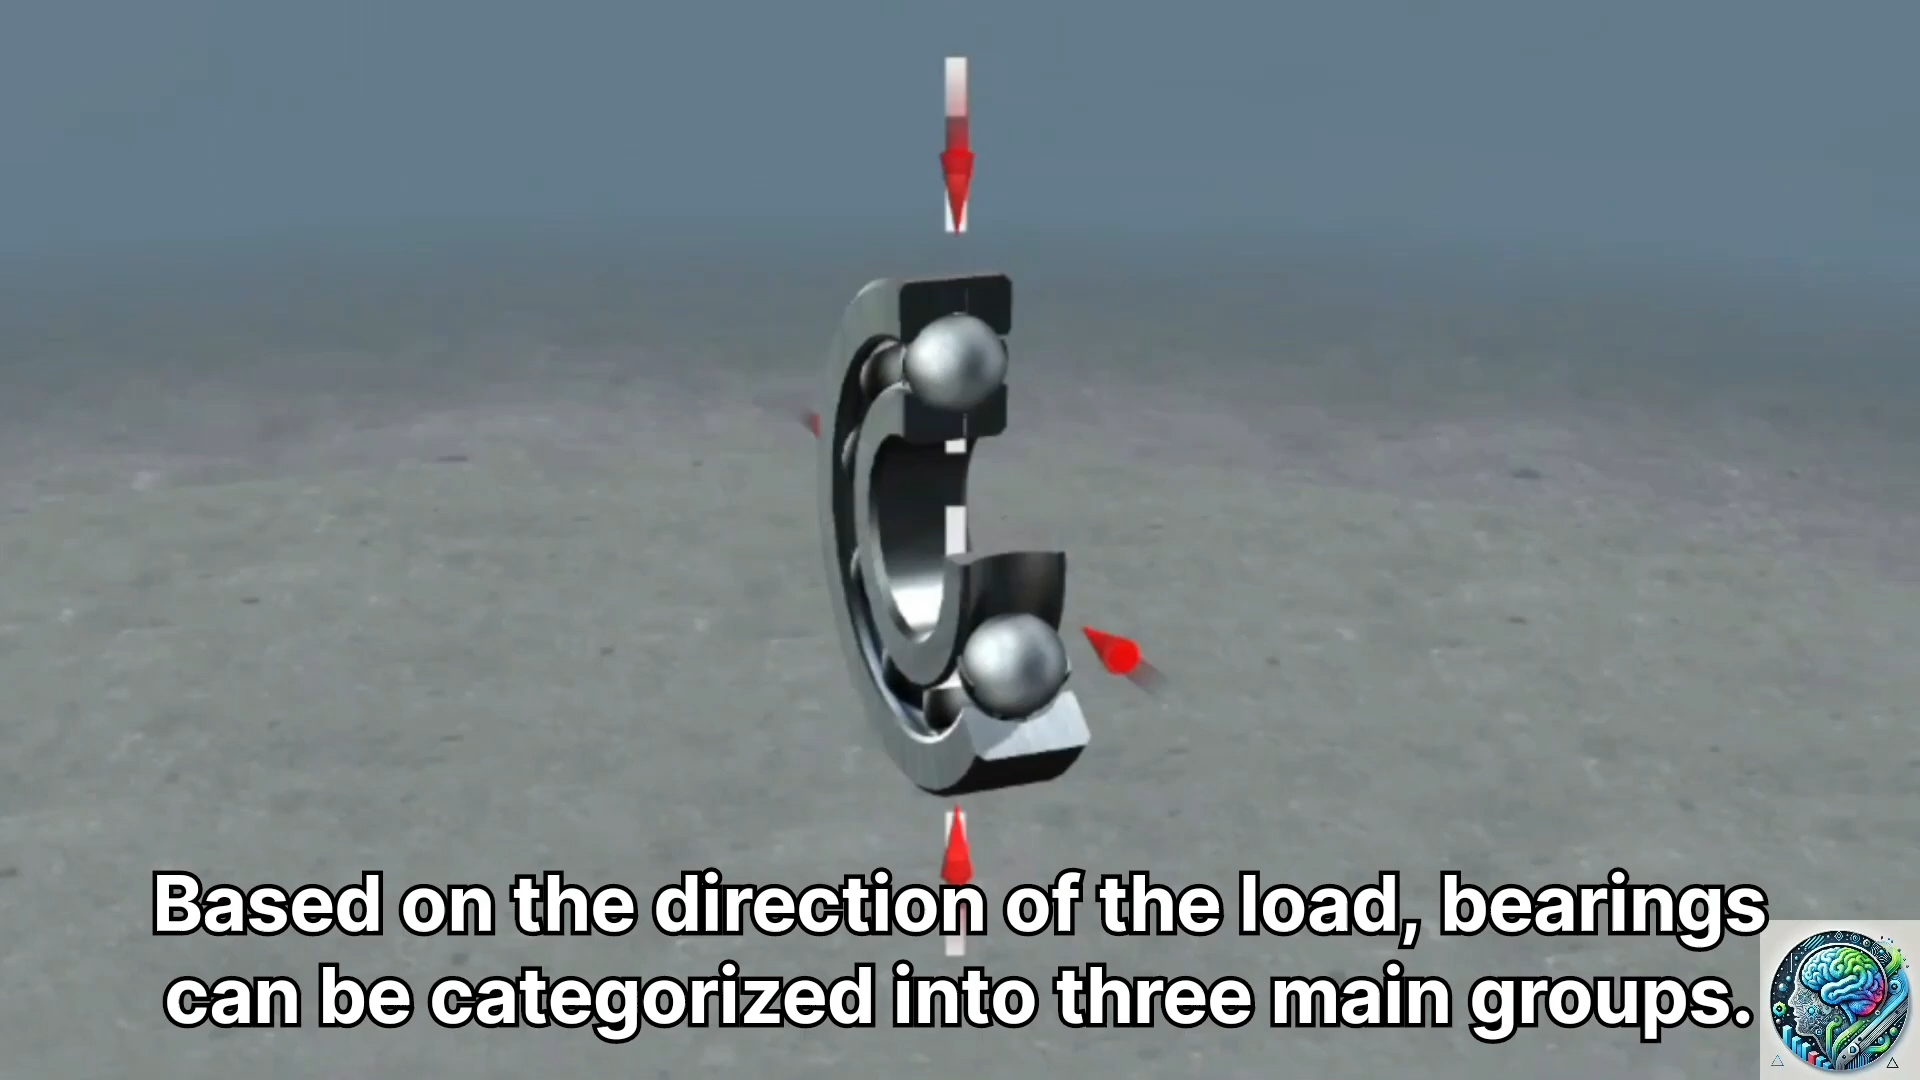 Based on the direction of the load, bearings
can be categorized into three main groups.